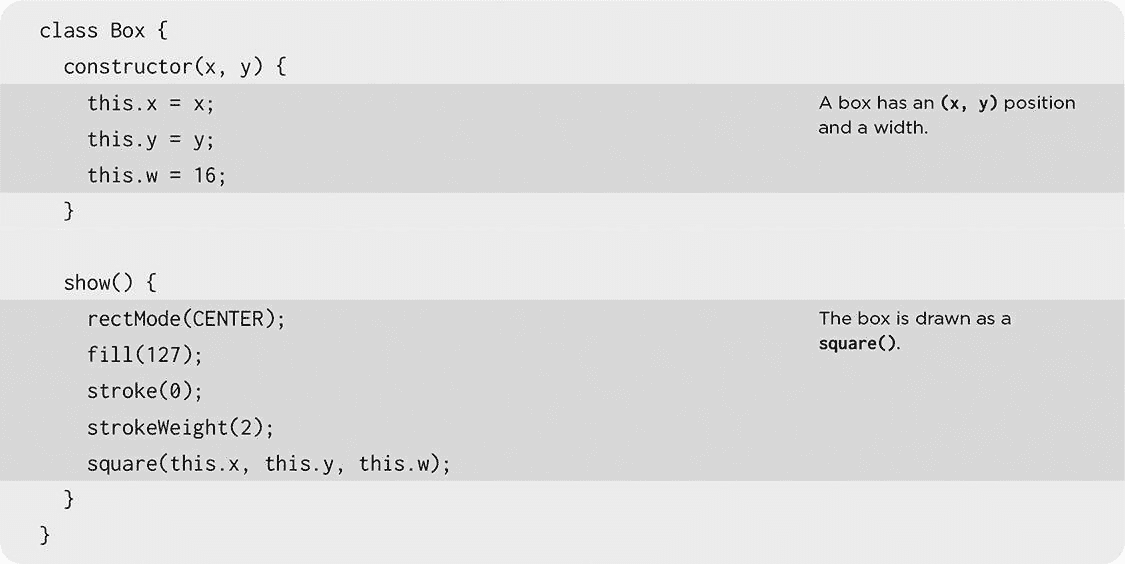 class Box {
constructor(x, y) {
this.x = x;
this.y = y;
this.w = 16;
}
A box has an (x, y) position
and a width.
show() {
rectMode(CENTER);
fill(127);
stroke(0);
strokeWeight(2);
square(this.x, this.y, this.w);
}
}
The box is drawn as a
square().